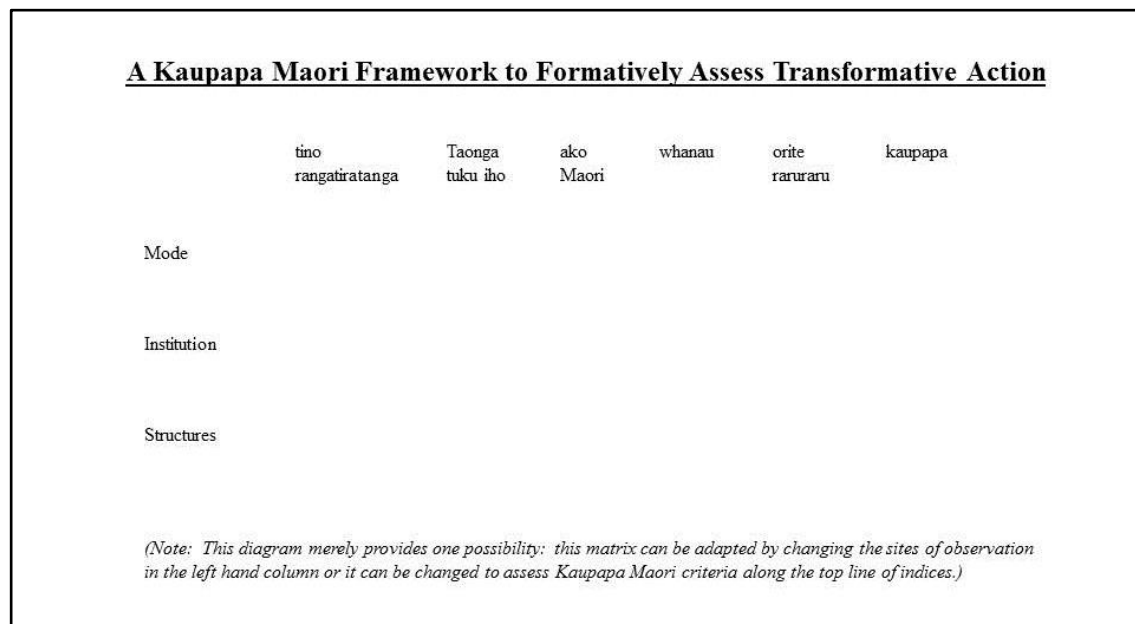 A Kaupapa Maori Framework to Formatively Assess Transformative Action
tino Taonga ako whanau orite kaupapa
rangatiratanga tuku iho Maori raruraru
Mode
Institution
Structures
(Note: This diagram merely provides one possibility: this matrix can be adapted by changing the sites of observation
in the left hand column or it can be changed to assess Kaupapa Maori criteria along the top line of indices.)